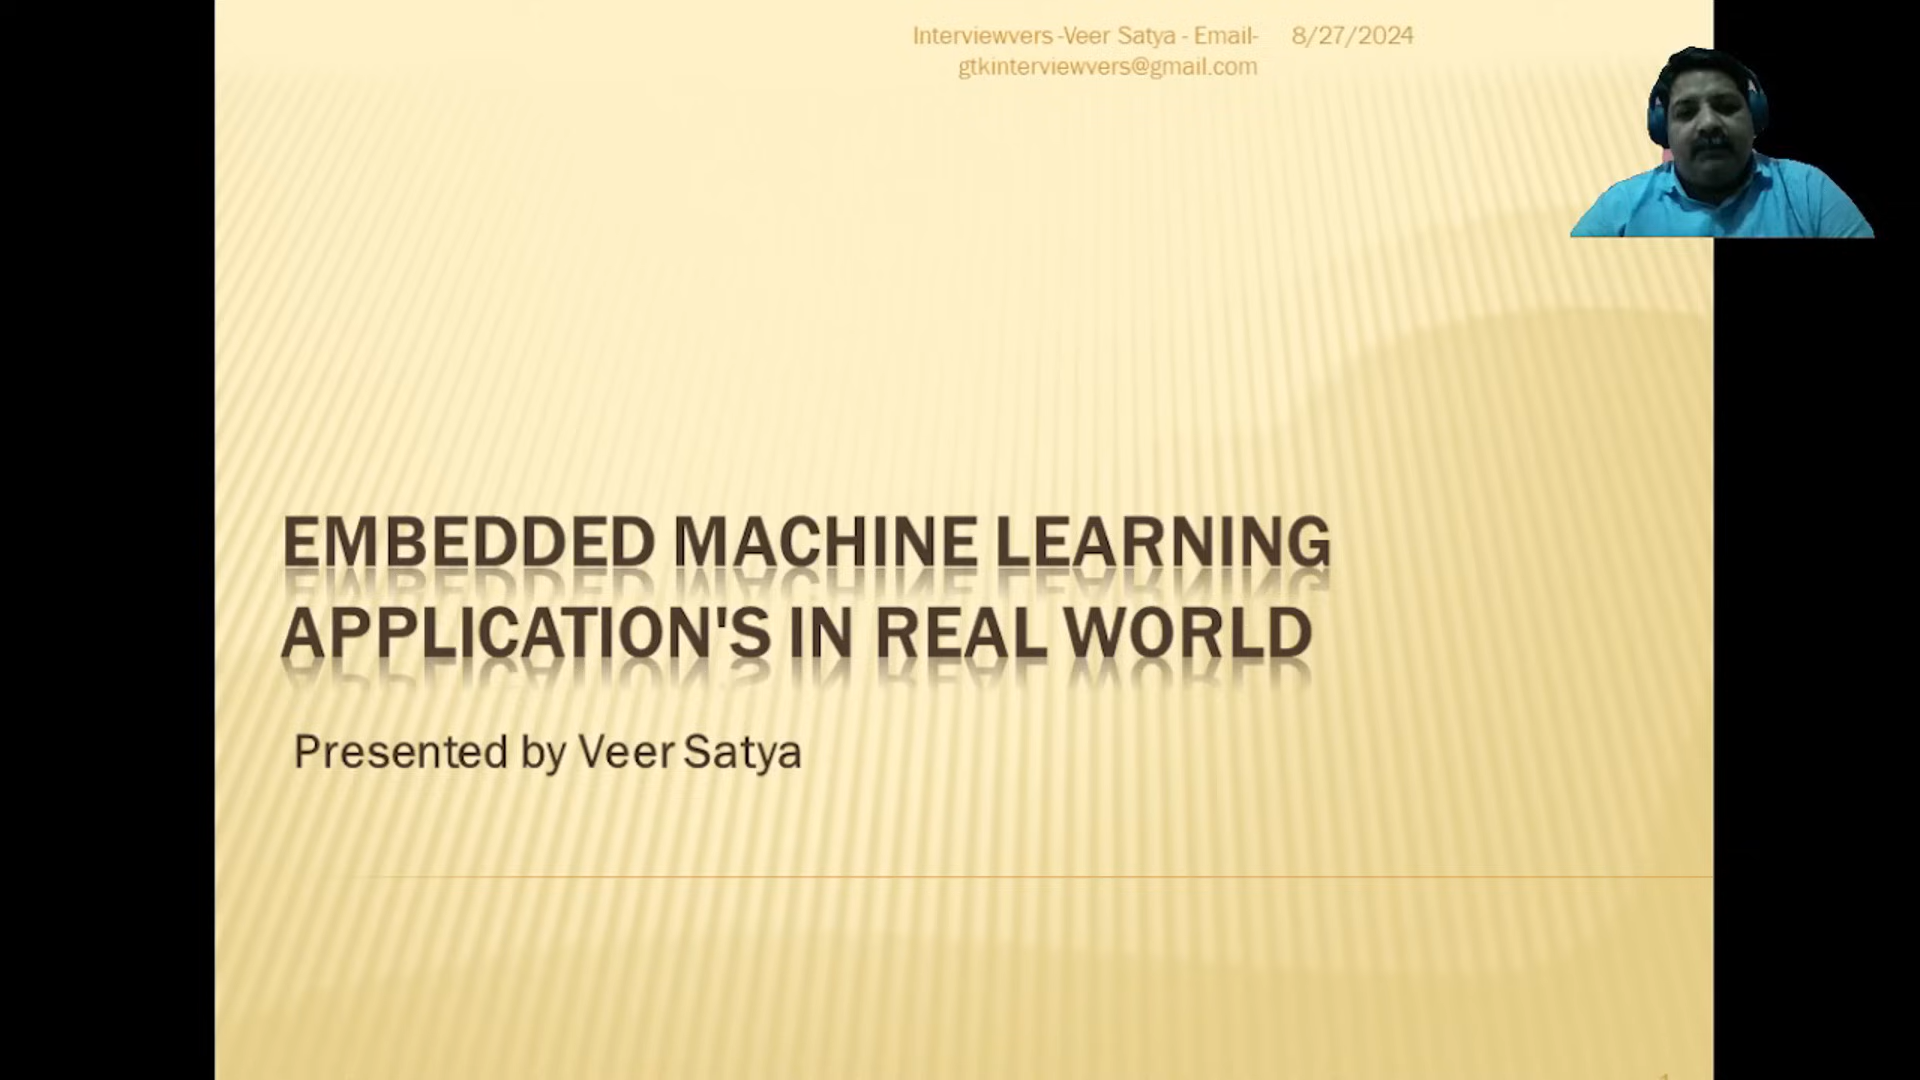 Interviewvers -Veer Satya - Email- 8/27/2024
gtkinterviewvers@gmail.com
EMBEDDED MACHINE LEARNING
APPLICATION'S IN REAL WORLD
Presented by Veer Satya